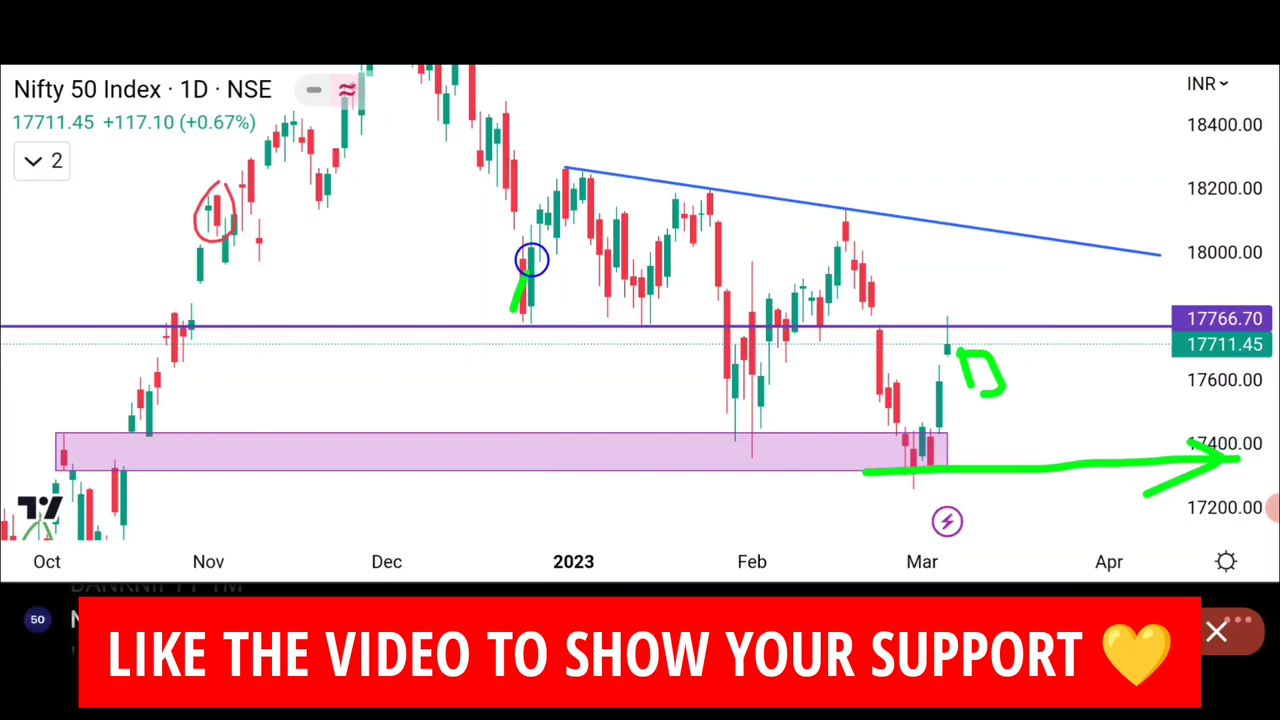 Nifty 50 Index · 1D · NSE
INR
17711.45 +117.10 (+0.67%)
2
18400.00
18200.00
18000.00
17766.70
17711.45
17600.00
17400.00
17200.00
Oct Nov Dec 2023 Feb Mar Apr
BANKNIFTY 1M
50 N
LIKE THE VIDEO TO SHOW YOUR SUPPORT 💛